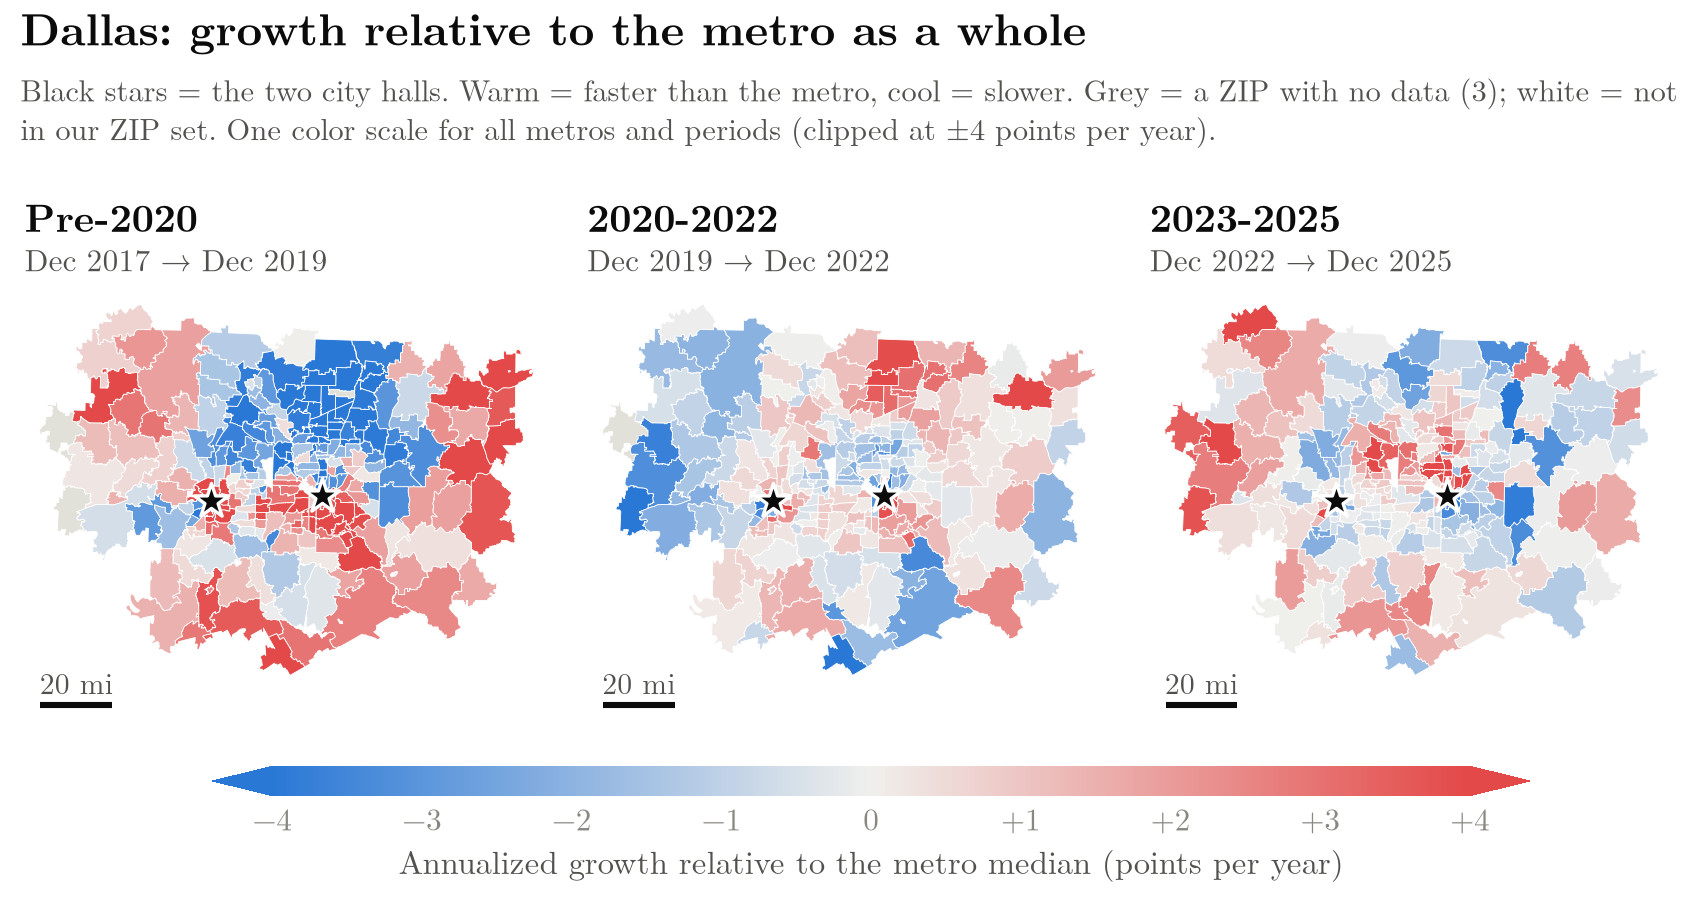 Dallas: growth relative to the metro as a whole
Black stars = the two city halls. Warm = faster than the metro, cool = slower. Grey = a ZIP with no data (3); white = not
in our ZIP set. One color scale for all metros and periods (clipped at ±4 points per year).
Pre-2020
Dec 2017 → Dec 2019
2020-2022
Dec 2019 → Dec 2022
2023-2025
Dec 2022 → Dec 2025
20 mi
20 mi
20 mi
−4 −3 −2 −1 0 +1 +2 +3 +4
Annualized growth relative to the metro median (points per year)